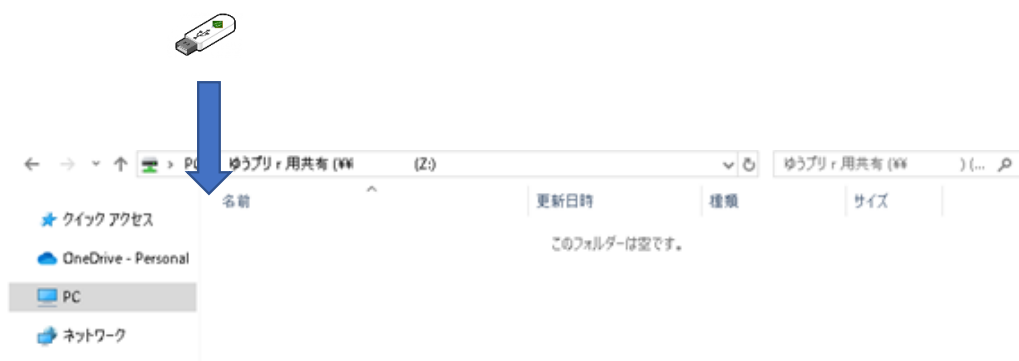 PC ゆうプリｒ用共有 (¥¥ (Z:)
ゆうプリｒ用共有 (¥¥ ) (...
名前 更新日時 種類 サイズ
クイック アクセス
このフォルダーは空です。
OneDrive - Personal
PC
ネットワーク